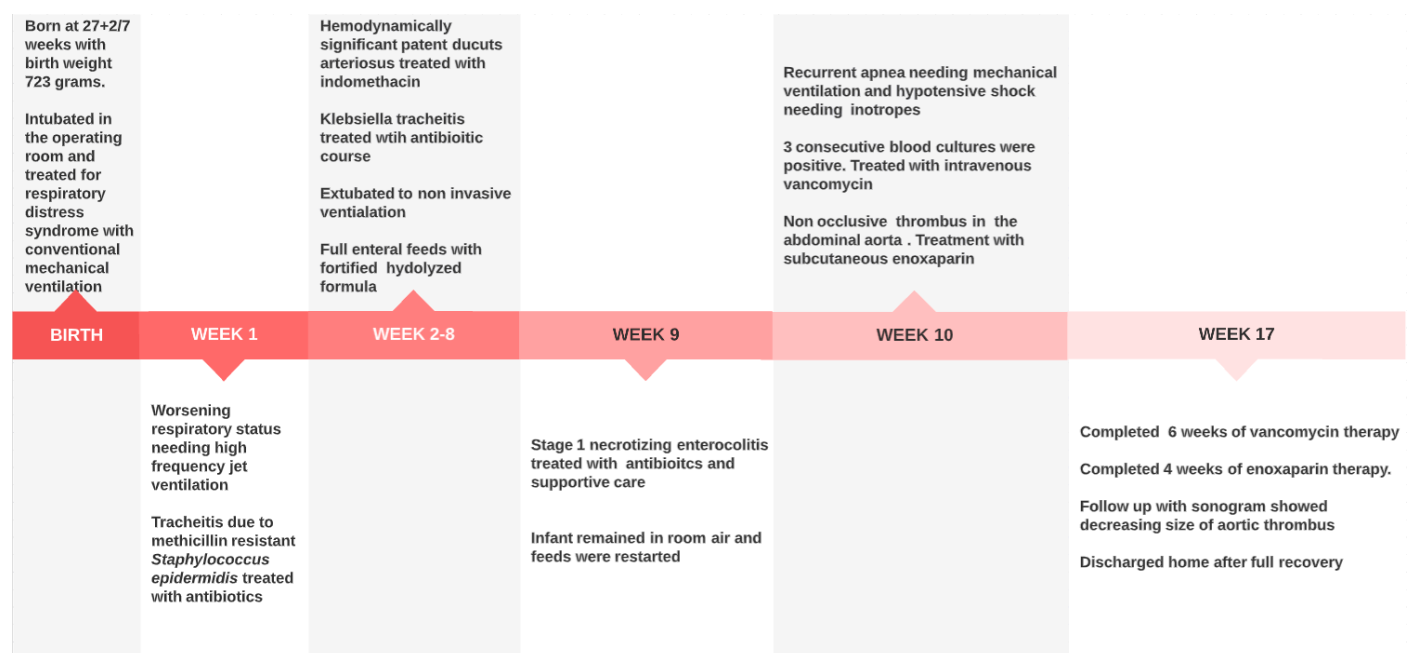 Born at 27+2/7
weeks with
birth weight
723 grams.
Intubated in
the operating
room and
treated for
respiratory
distress
syndrome with
conventional
mechanical
ventilation
BIRTH
WEEK 1
Worsening
respiratory status
needing high
frequency jet
ventilation
Tracheitis due to
methicillin resistant
Staphylococcus
epidermidis treated
with antibiotics
Hemodynamically
significant patent ducuts
arteriosus treated with
indomethacin
Klebsiella tracheitis
treated wtih antibioitic
course
Extubated to non invasive
ventialation
Full enteral feeds with
fortified hydolyzed
formula
WEEK 2-8
WEEK 9
Stage 1 necrotizing enterocolitis
treated with antibioitcs and
supportive care
Infant remained in room air and
feeds were restarted
Recurrent apnea needing mechanical
ventilation and hypotensive shock
needing inotropes
3 consecutive blood cultures were
positive. Treated with intravenous
vancomycin
Non occlusive thrombus in the
abdominal aorta . Treatment with
subcutaneous enoxaparin
WEEK 10
WEEK 17
Completed 6 weeks of vancomycin therapy
Completed 4 weeks of enoxaparin therapy.
Follow up with sonogram showed
decreasing size of aortic thrombus
Discharged home after full recovery